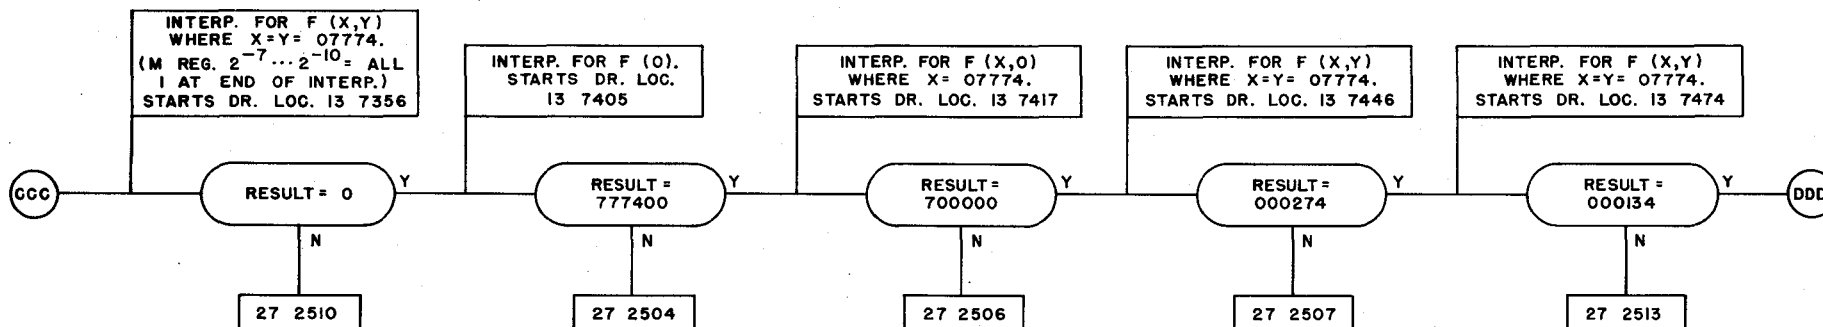 INTERP. FOR F (X,Y)
WHERE X=Y= 07774.
(M REG. 2⁻⁷...2⁻¹⁰= ALL
1 AT END OF INTERP.)
STARTS DR. LOC. 13 7356
INTERP. FOR F (0).
STARTS DR. LOC.
13 7405
INTERP. FOR F (X,0)
WHERE X= 07774.
STARTS DR. LOC. 13 7417
INTERP. FOR F (X,Y)
WHERE X=Y= 07774.
STARTS DR. LOC. 13 7446
INTERP. FOR F (X,Y)
WHERE X=Y= 07774.
STARTS DR. LOC. 13 7474
CCC
RESULT = 0
Y
RESULT =
777400
Y
RESULT=
700000
Y
RESULT=
000274
Y
RESULT =
000134
Y
DDD
N
N
N
N
N
27 2510
27 2504
27 2506
27 2507
27 2513